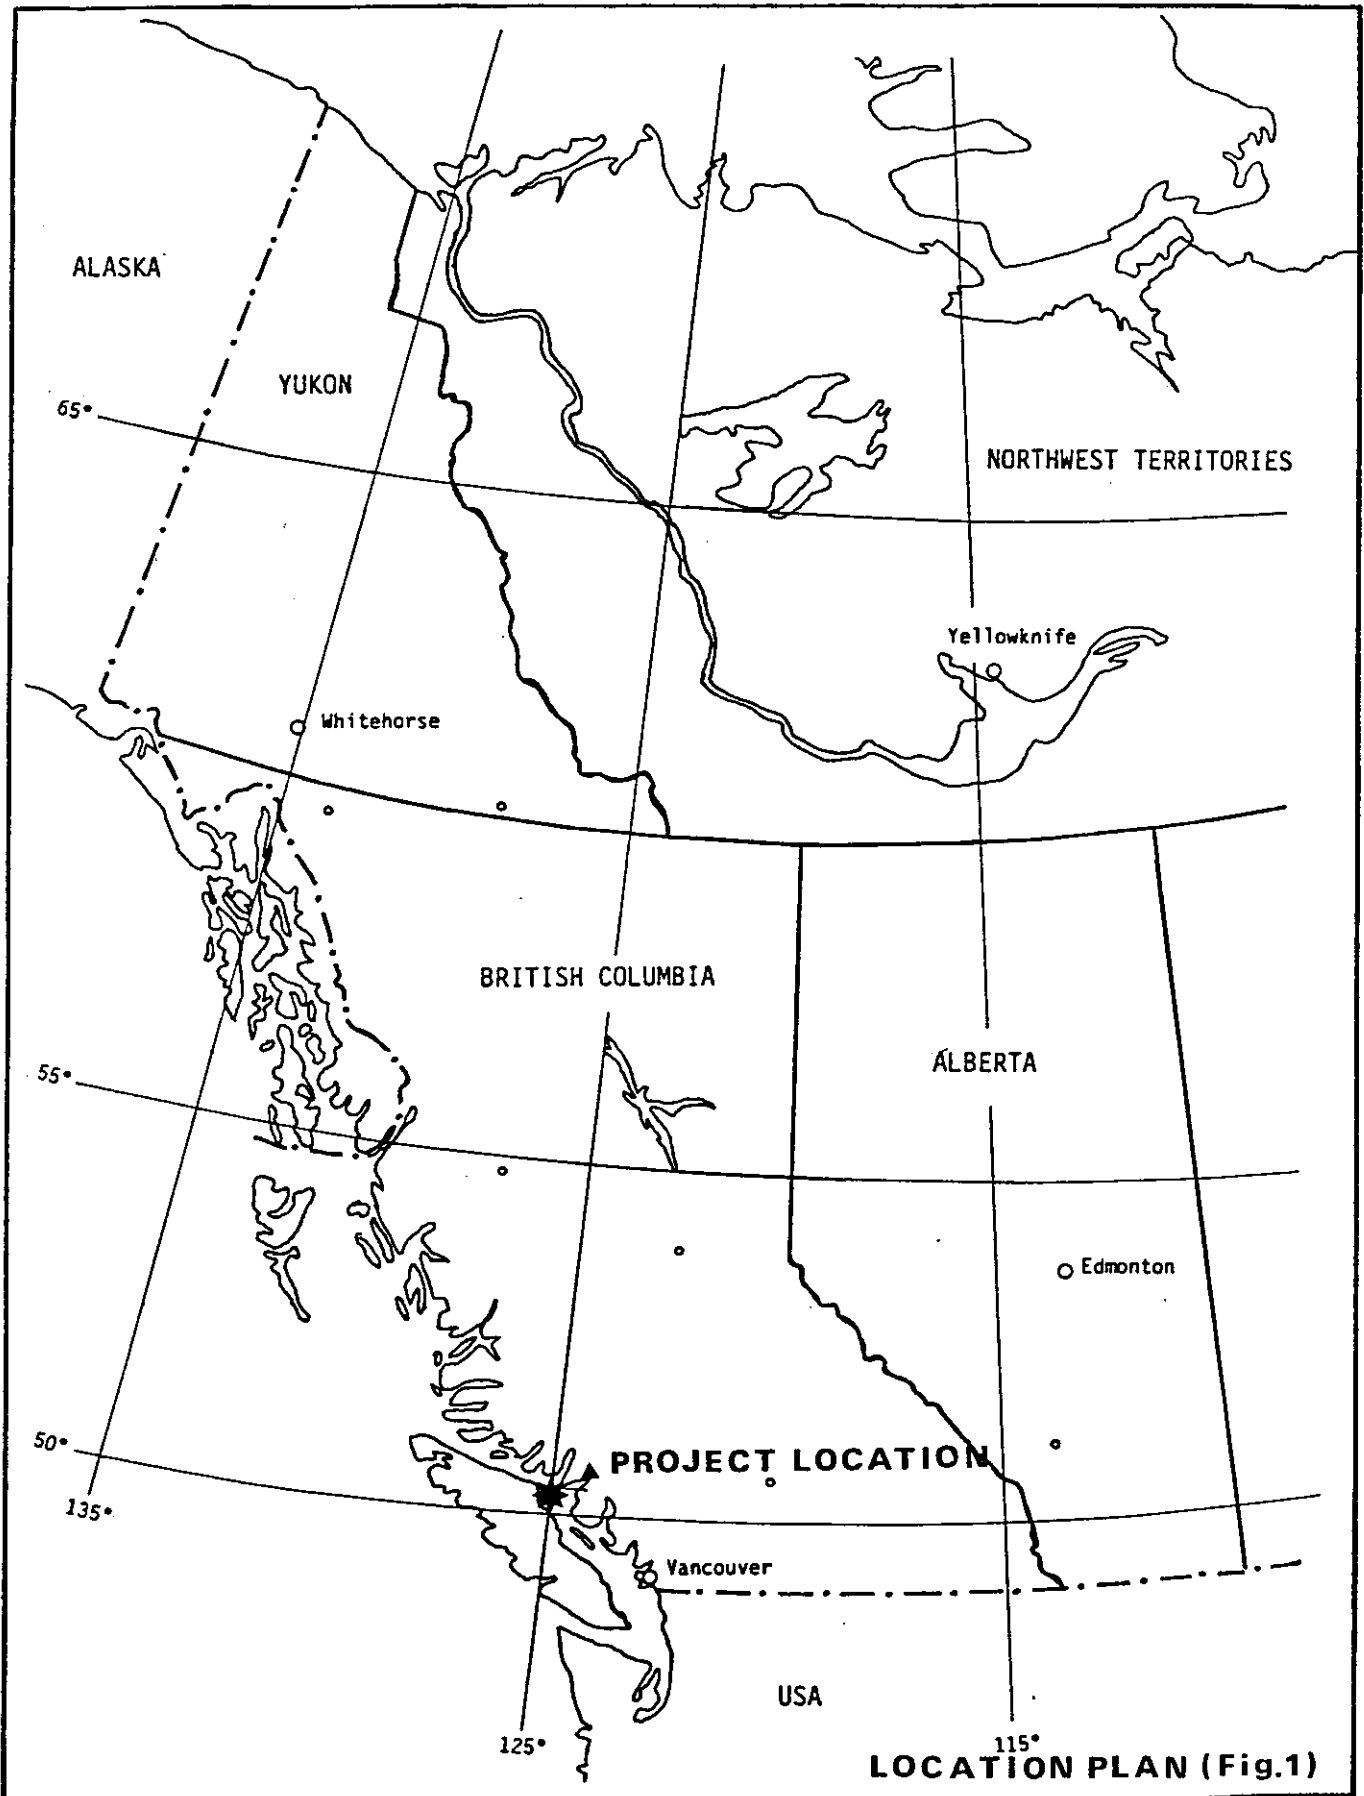 ALASKA
YUKON
65°
NORTHWEST TERRITORIES
Yellowknife
Whitehorse
BRITISH COLUMBIA
ALBERTA
55°
Edmonton
50°
PROJECT LOCATION
135°
Vancouver
USA
125°
115°
LOCATION PLAN (Fig.1)